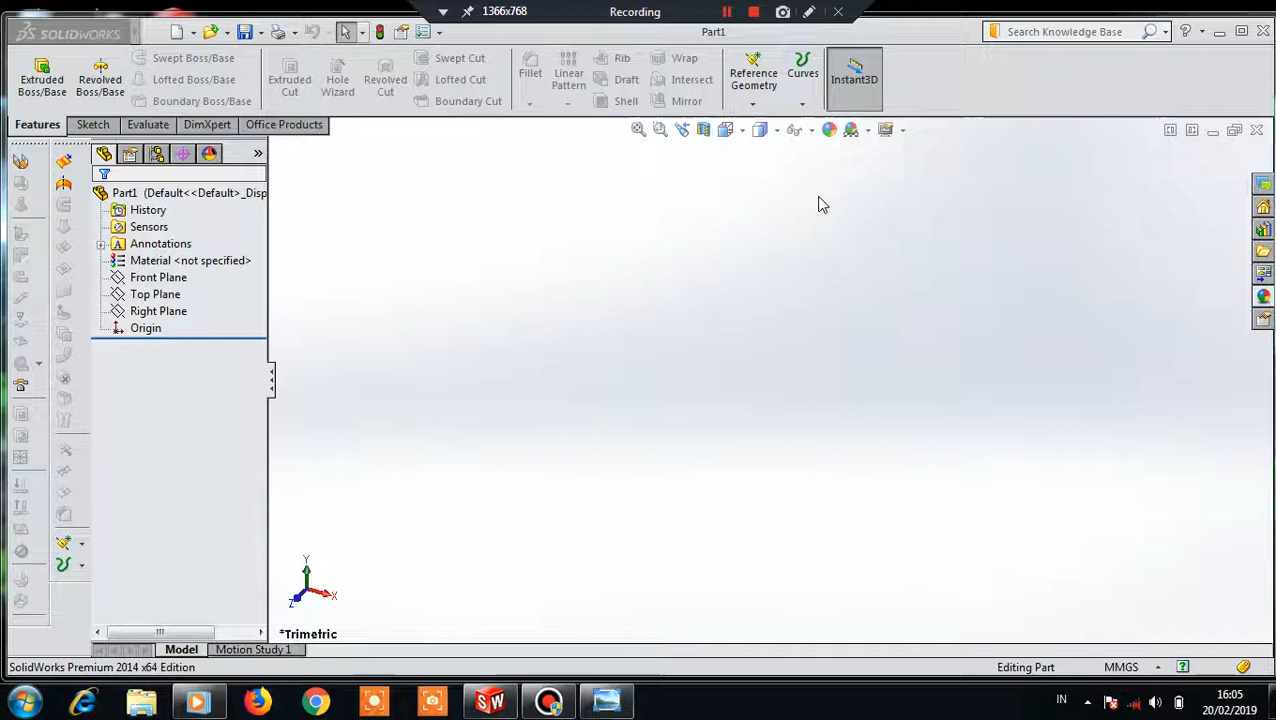 1366x768
Recording
SOLIDWORKS
Part1
Search Knowledge Base
Extruded Boss/Base
Revolved Boss/Base
Swept Boss/Base
Lofted Boss/Base
Boundary Boss/Base
Extruded Cut
Hole Wizard
Revolved Cut
Swept Cut
Lofted Cut
Boundary Cut
Fillet
Linear Pattern
Rib
Draft
Shell
Wrap
Intersect
Mirror
Reference Geometry
Curves
Instant3D
Features
Sketch
Evaluate
DimXpert
Office Products
Part1 (Default<<Default>_Disp
History
Sensors
Annotations
Material <not specified>
Front Plane
Top Plane
Right Plane
Origin
Y
X
Z
*Trimetric
Model
Motion Study 1
SolidWorks Premium 2014 x64 Edition
Editing Part
MMGS
IN
16:05
20/02/2019